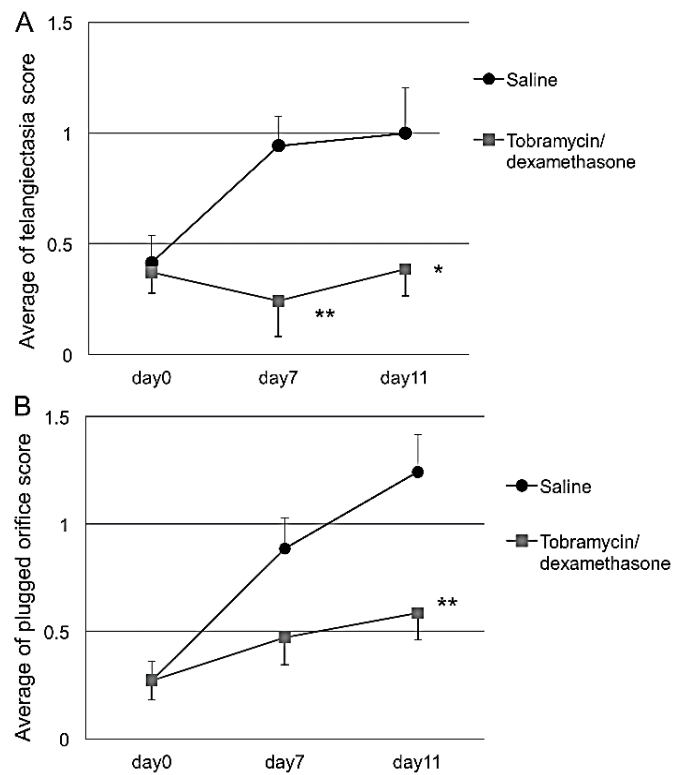 A
Average of telangiectasia score
1.5
1
0.5
0
day0 day7 day11
Saline
Tobramycin/
dexamethasone
**
*
B
Average of plugged orifice score
1.5
1
0.5
0
day0 day7 day11
Saline
Tobramycin/
dexamethasone
**